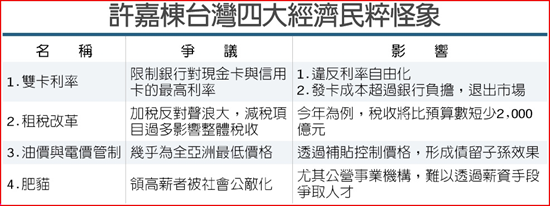 許嘉棟台灣四大經濟民粹怪象
名 稱 爭 議 影 響
1.雙卡利率
限制銀行對現金卡與信用
卡的最高利率
1.違反利率自由化
2.發卡成本超過銀行負擔,退出市場
2.租稅改革
加稅反對聲浪大,減稅項
目過多影響整體稅收
今年為例,稅收將比預算數短少2,000
億元
3.油價與電價管制
幾乎為全亞洲最低價格
透過補貼控制價格,形成債留子孫效果
4.肥貓
領高薪者被社會公敵化
尤其公營事業機構,難以透過薪資手段
爭取人才